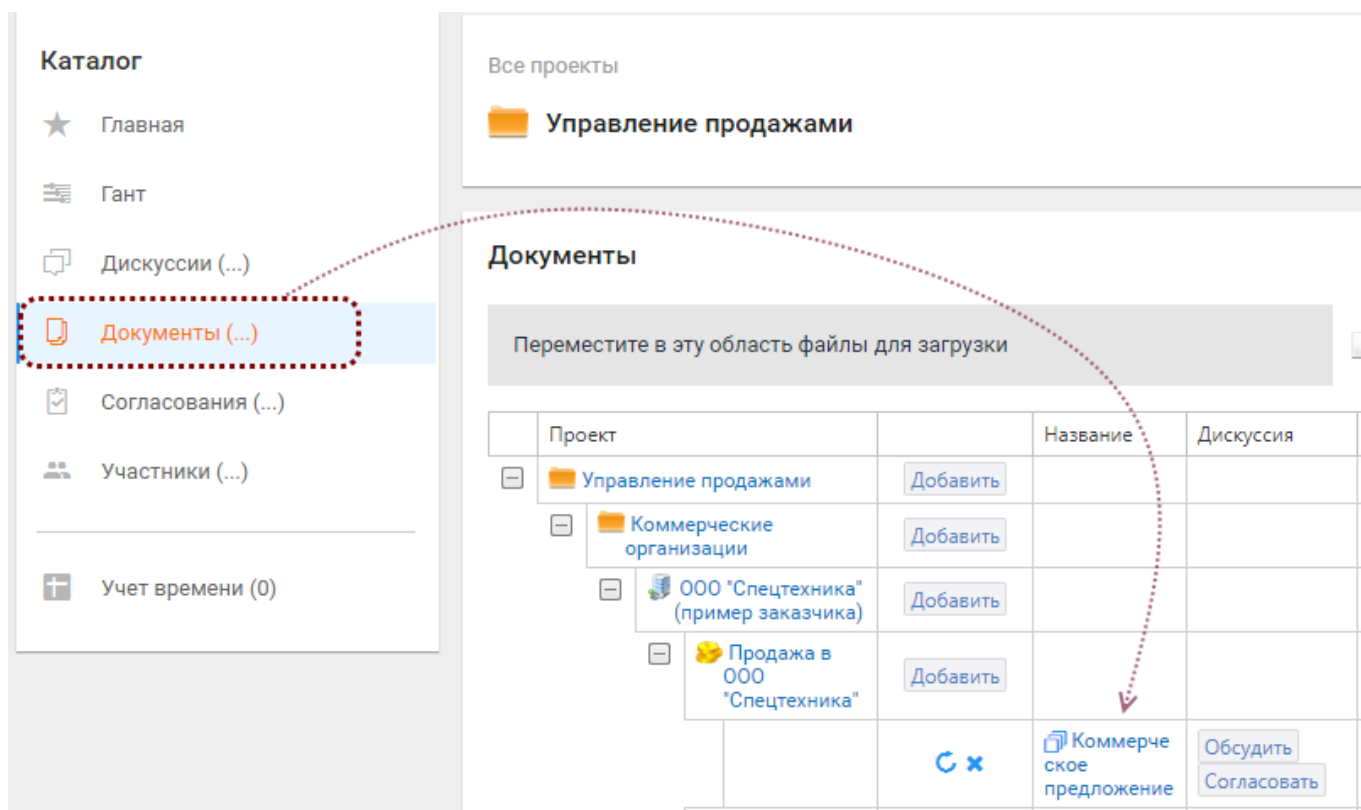 Каталог
Главная
Гант
Дискуссии (...)
Документы (...)
Согласования (...)
Участники (...)
Учет времени (0)
Все проекты
Управление продажами
Документы
Переместите в эту область файлы для загрузки
Проект Название Дискуссия
Управление продажами Добавить
Коммерческие
организации
Добавить
ООО "Спецтехника"
(пример заказчика)
Добавить
Продажа в
ООО
"Спецтехника"
Добавить
Коммерче
ское
предложение
Обсудить
Согласовать